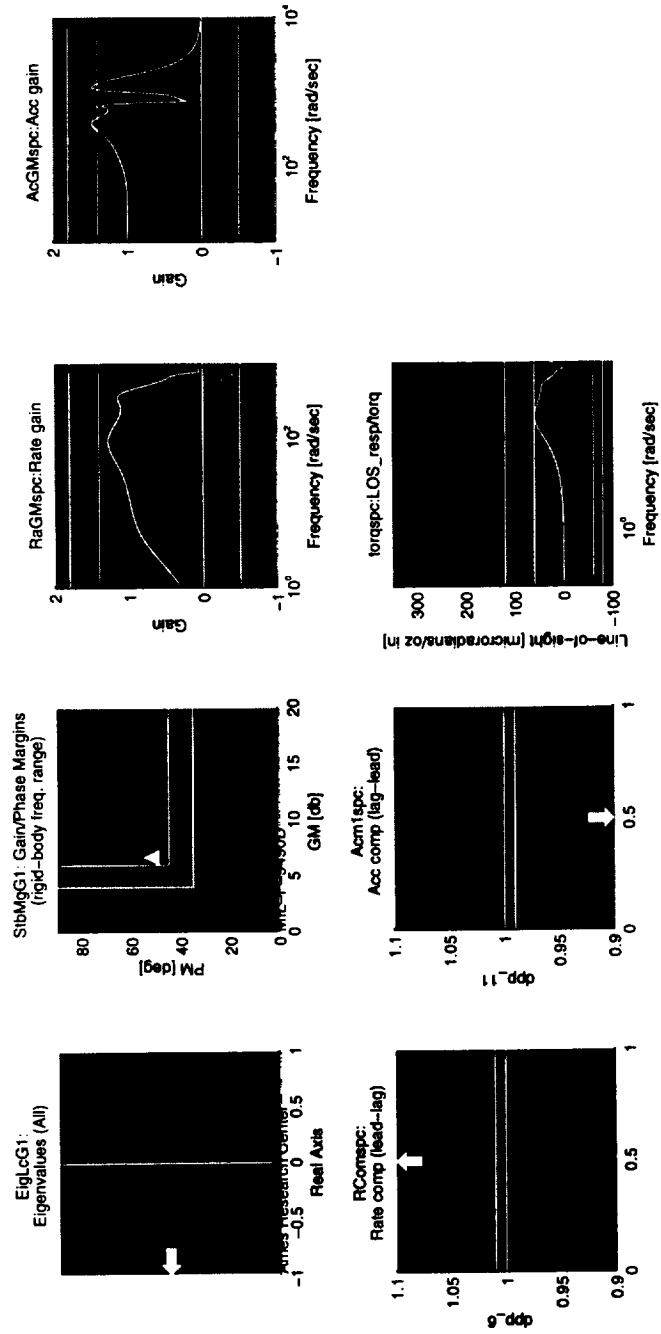 EigLcG1:
Eigenvalues (All)
Ames Research Center
-1
-0.5
0
0.5
1
Real Axis
StbMgG1: Gain/Phase Margins
(rigid-body freq. range)
PM [deg]
80
60
40
20
0
0
5
10
15
20
GM [db]
RaGMspc:Rate gain
Gain
2
1
0
-1
10^0
10^2
Frequency [rad/sec]
AcGMspc:Acc gain
Gain
2
1
0
-1
10^2
10^4
Frequency [rad/sec]
RComspc:
Rate comp (lead-lag)
dpp_6
1.1
1.05
1
0.95
0.9
0
0.5
1
Acm1spc:
Acc comp (lag-lead)
dpp_11
1.1
1.05
1
0.95
0.9
0
0.5
1
torqspc:LOS_resp/torq
Line-of-sight [microradians/oz in]
300
200
100
0
-100
10^0
Frequency [rad/sec]